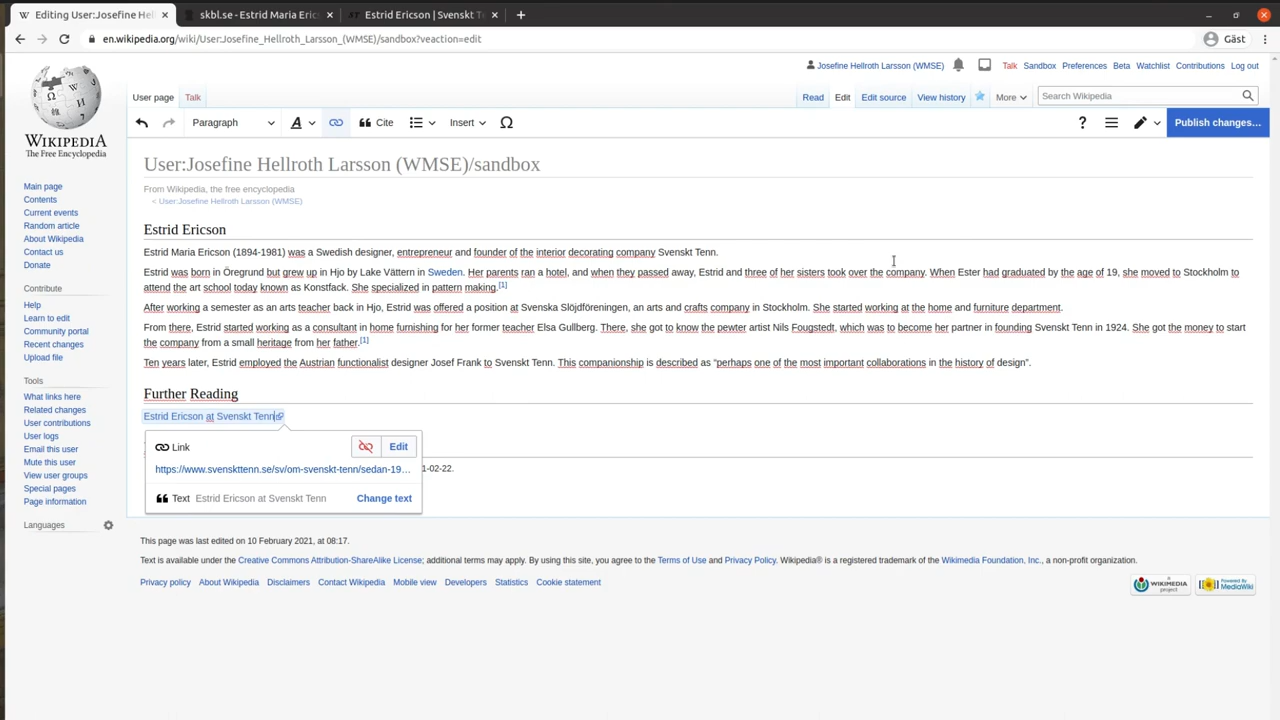 Editing User:Josefine Hell
skbl.se - Estrid Maria Eric
Estrid Ericson | Svenskt T
en.wikipedia.org/wiki/User:Josefine_Hellroth_Larsson_(WMSE)/sandbox?veaction=edit
Gäst
Josefine Hellroth Larsson (WMSE) Talk Sandbox Preferences Beta Watchlist Contributions Log out
User page Talk Read Edit Edit source View history More Search Wikipedia
Paragraph A Cite Insert Ω ? Publish changes...
WIKIPEDIA
The Free Encyclopedia
Main page
Contents
Current events
Random article
About Wikipedia
Contact us
Donate
Contribute
Help
Learn to edit
Community portal
Recent changes
Upload file
Tools
What links here
Related changes
User contributions
User logs
Email this user
Mute this user
View user groups
Special pages
Page information
Languages
User:Josefine Hellroth Larsson (WMSE)/sandbox
From Wikipedia, the free encyclopedia
< User:Josefine Hellroth Larsson (WMSE)
Estrid Ericson
Estrid Maria Ericson (1894-1981) was a Swedish designer, entrepreneur and founder of the interior decorating company Svenskt Tenn.
Estrid was born in Öregrund but grew up in Hjo by Lake Vättern in Sweden. Her parents ran a hotel, and when they passed away, Estrid and three of her sisters took over the company. When Ester had graduated by the age of 19, she moved to Stockholm to
attend the art school today known as Konstfack. She specialized in pattern making.[1]
After working a semester as an arts teacher back in Hjo, Estrid was offered a position at Svenska Slöjdföreningen, an arts and crafts company in Stockholm. She started working at the home and furniture department.
From there, Estrid started working as a consultant in home furnishing for her former teacher Elsa Gullberg. There, she got to know the pewter artist Nils Fougstedt, which was to become her partner in founding Svenskt Tenn in 1924. She got the money to start
the company from a small heritage from her father.[1]
Ten years later, Estrid employed the Austrian functionalist designer Josef Frank to Svenskt Tenn. This companionship is described as “perhaps one of the most important collaborations in the history of design”.
Further Reading
Estrid Ericson at Svenskt Tenn
Link Edit
https://www.svenskttenn.se/sv/om-svenskt-tenn/sedan-19...
1-02-22.
Text Estrid Ericson at Svenskt Tenn Change text
This page was last edited on 10 February 2021, at 08:17.
Text is available under the Creative Commons Attribution-ShareAlike License; additional terms may apply. By using this site, you agree to the Terms of Use and Privacy Policy. Wikipedia® is a registered trademark of the Wikimedia Foundation, Inc., a non-profit organization.
Privacy policy About Wikipedia Disclaimers Contact Wikipedia Mobile view Developers Statistics Cookie statement
WIKIMEDIA
project
Powered By
MediaWiki